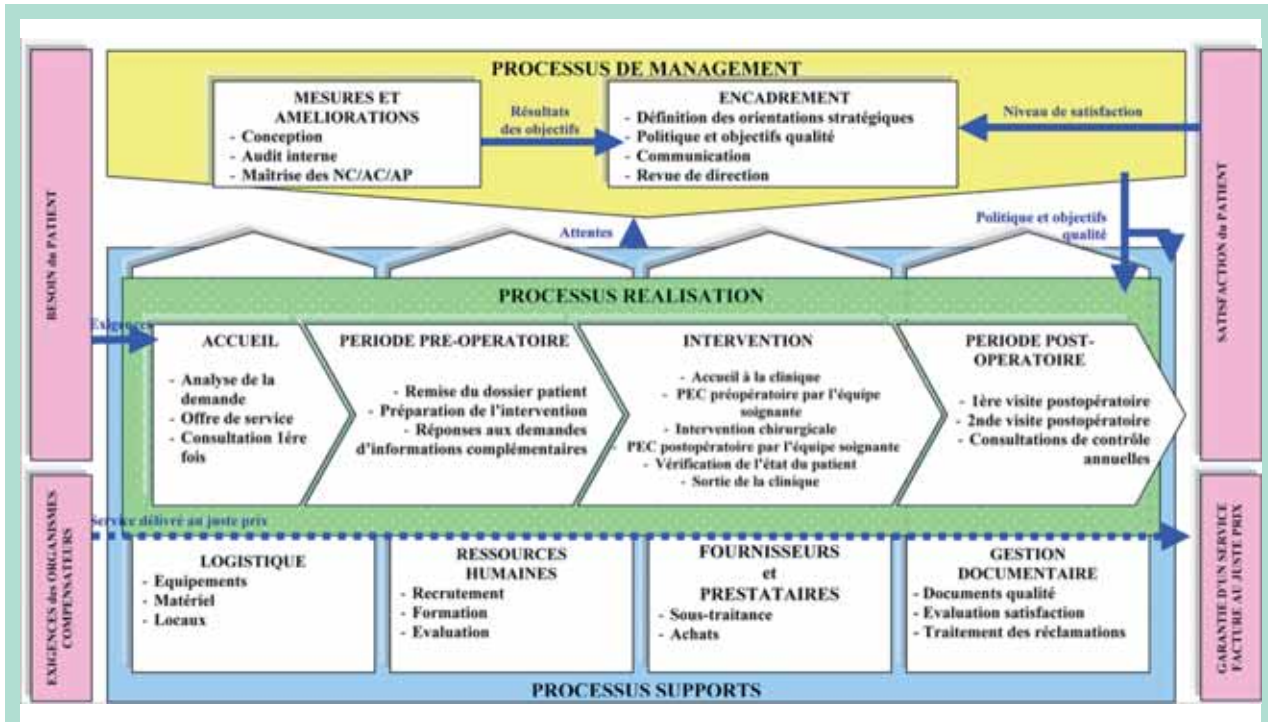 BESOIN du PATIENT
EXIGENCES des ORGANISMES
COMPENSATEURS
PROCESSUS DE MANAGEMENT
MESURES ET
AMELIORATIONS
- Conception
- Audit interne
- Maîtrise des NC/AC/AP
Résultats
des objectifs
ENCADREMENT
- Définition des orientations stratégiques
- Politique et objectifs qualité
- Communication
- Revue de direction
Niveau de satisfaction
Attentes
Politique et objectifs
qualité
PROCESSUS REALISATION
Exigences
ACCUEIL
- Analyse de la
demande
- Offre de service
- Consultation 1ére
fois
PERIODE PRE-OPERATOIRE
- Remise du dossier patient
- Préparation de l'intervention
- Réponses aux demandes
d'informations complémentaires
INTERVENTION
- Accueil à la clinique
- PEC préopératoire par l'équipe
soignante
- Intervention chirurgicale
PEC postopératoire par l'équipe soignante
- Vérification de l'état du patient
- Sortie de la clinique
PERIODE POST-
OPERATOIRE
- 1ère visite postopératoire
- 2nde visite postopératoire
- Consultations de contrôle
annuelles
Service délivré au juste prix
LOGISTIQUE
- Equipements
- Matériel
- Locaux
RESSOURCES
HUMAINES
- Recrutement
- Formation
- Evaluation
FOURNISSEURS
et
PRESTATAIRES
- Sous-traitance
- Achats
GESTION
DOCUMENTAIRE
- Documents qualité
- Evaluation satisfaction
- Traitement des réclamations
PROCESSUS SUPPORTS
SATISFACTION du PATIENT
GARANTIE D'UN SERVICE
FACTURE AU JUSTE PRIX